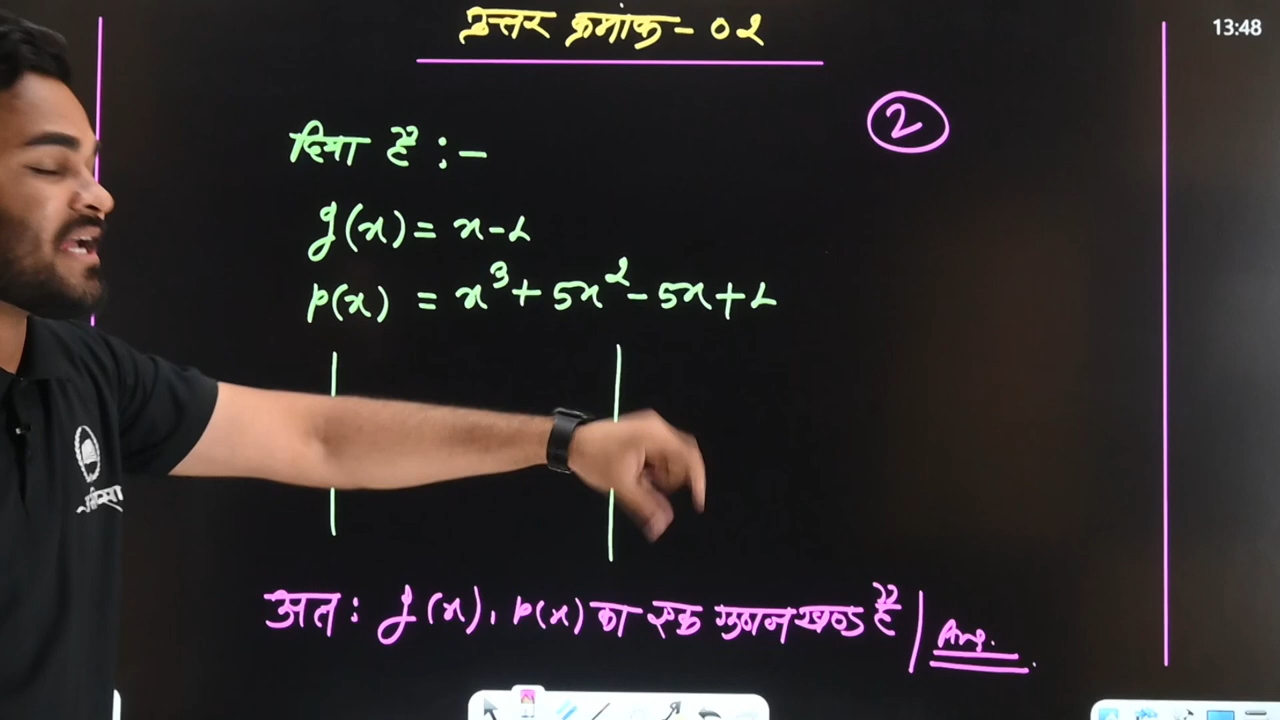 13:48
उत्तर क्रमांक - 02
2
दिया है :-
g(x) = x-2
p(x) = x³ + 5x² - 5x + 2
अत: g(x), p(x) का एक गुणनखण्ड है | Ans.